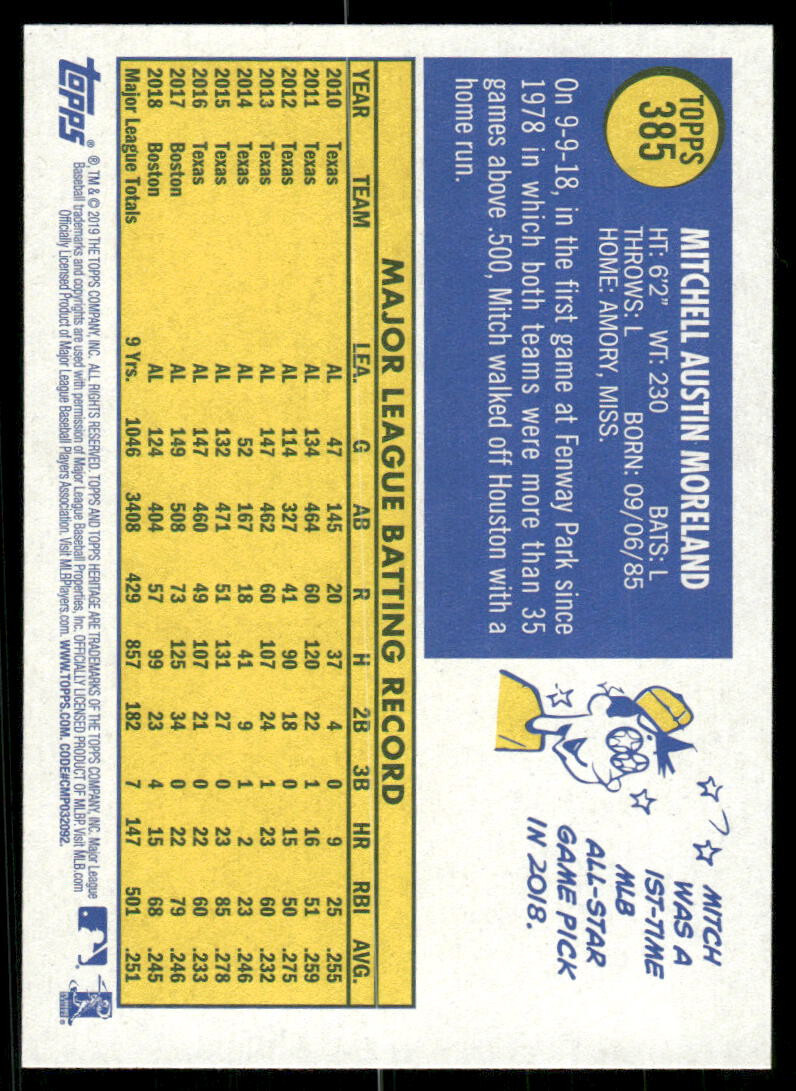 TOPPS
385
MITCHELL AUSTIN MORELAND
HT: 6'2" WT: 230 BATS: L
THROWS: L BORN: 09/06/85
HOME: AMORY, MISS.
On 9-9-18, in the first game at Fenway Park since
1978 in which both teams were more than 35
games above .500, Mitch walked off Houston with a
home run.
MITCH
WAS A
1ST-TIME
MLB
ALL-STAR
GAME PICK
IN 2018.
MAJOR LEAGUE BATTING RECORD
YEAR TEAM LEA. G AB R H 2B 3B HR RBI AVG.
2010 Texas AL 47 145 20 37 4 0 9 25 .255
2011 Texas AL 134 464 60 120 22 1 16 51 .259
2012 Texas AL 114 327 41 90 18 0 15 50 .275
2013 Texas AL 147 462 60 107 24 1 23 60 .232
2014 Texas AL 52 167 18 41 9 1 2 23 .246
2015 Texas AL 132 471 51 131 27 0 23 85 .278
2016 Texas AL 147 460 49 107 21 0 22 60 .233
2017 Boston AL 149 508 73 125 34 0 22 79 .246
2018 Boston AL 124 404 57 99 23 4 15 68 .245
Major League Totals 9 Yrs. 1046 3408 429 857 182 7 147 501 .251
topps®
®, TM & © 2019 THE TOPPS COMPANY, INC. ALL RIGHTS RESERVED. TOPPS AND TOPPS HERITAGE ARE TRADEMARKS OF THE TOPPS COMPANY, INC. Major League
Baseball trademarks and copyrights are used with permission of Major League Baseball Properties, Inc. OFFICIALLY LICENSED PRODUCT OF MLBP. Visit MLB.com
Officially Licensed Product of Major League Baseball Players Association. Visit MLBPlayers.com. WWW.TOPPS.COM. CODE#CMP032092.